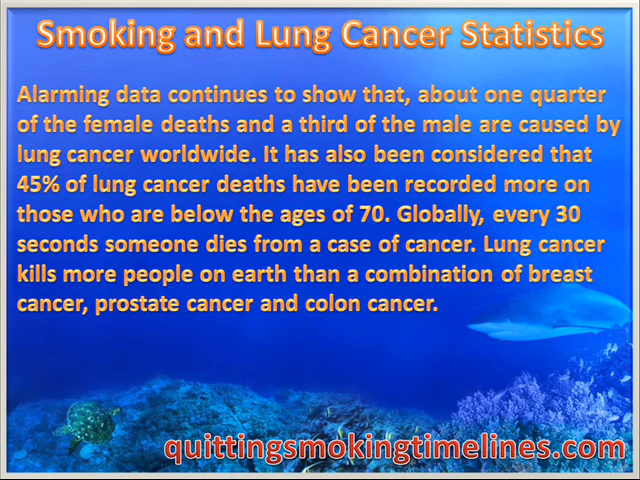 Smoking and Lung Cancer Statistics
Alarming data continues to show that, about one quarter
of the female deaths and a third of the male are caused by
lung cancer worldwide. It has also been considered that
45% of lung cancer deaths have been recorded more on
those who are below the ages of 70. Globally, every 30
seconds someone dies from a case of cancer. Lung cancer
kills more people on earth than a combination of breast
cancer, prostate cancer and colon cancer.
quittingsmokingtimelines.com